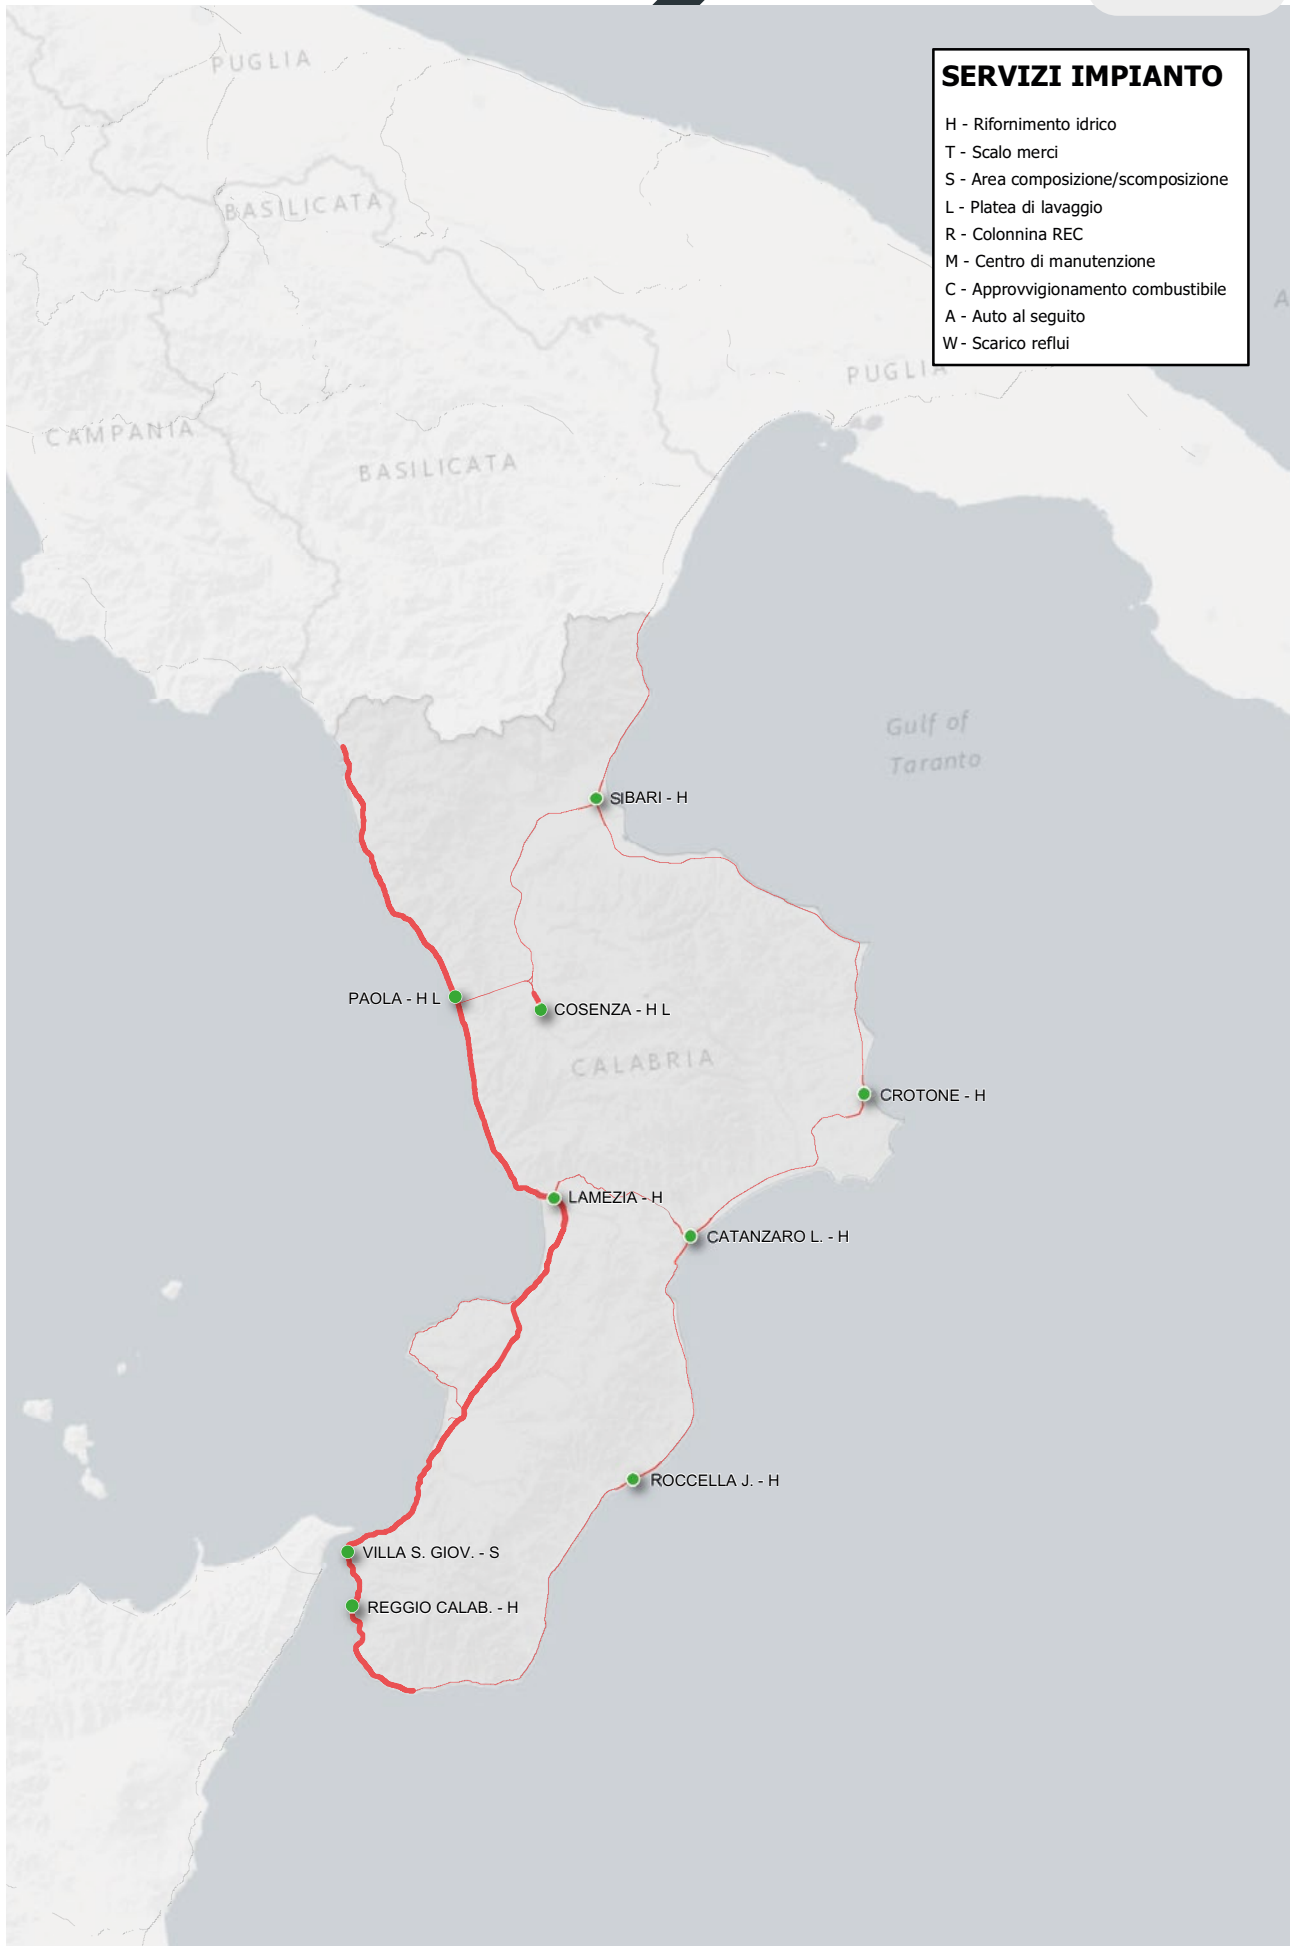 PUGLIA
SERVIZI IMPIANTO
H - Rifornimento idrico
T - Scalo merci
S - Area composizione/scomposizione
L - Platea di lavaggio
R - Colonnina REC
M - Centro di manutenzione
C - Approvvigionamento combustibile
A - Auto al seguito
W - Scarico reflui
BASILICATA
A
PUGLIA
CAMPANIA
BASILICATA
Gulf of
Taranto
SIBARI - H
PAOLA - H L
COSENZA - H L
CALABRIA
CROTONE - H
LAMEZIA - H
CATANZARO L. - H
ROCCELLA J. - H
VILLA S. GIOV. - S
REGGIO CALAB. - H